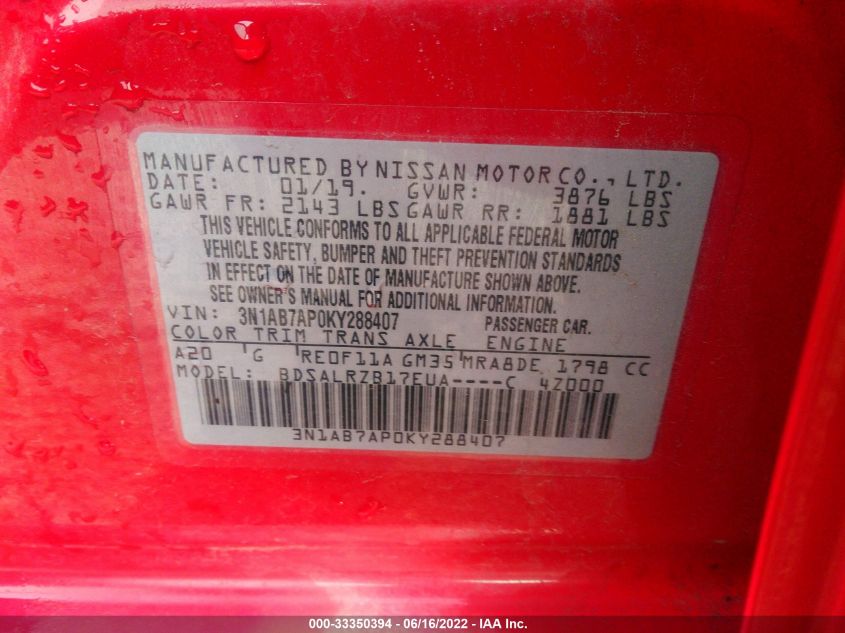 MANUFACTURED BY NISSAN MOTOR CO., LTD.
DATE: 01/19. GVWR: 3876 LBS
GAWR FR: 2143 LBS GAWR RR: 1881 LBS
THIS VEHICLE CONFORMS TO ALL APPLICABLE FEDERAL MOTOR
VEHICLE SAFETY, BUMPER AND THEFT PREVENTION STANDARDS
IN EFFECT ON THE DATE OF MANUFACTURE SHOWN ABOVE.
SEE OWNER'S MANUAL FOR ADDITIONAL INFORMATION.
VIN: 3N1AB7AP0KY288407 PASSENGER CAR.
COLOR TRIM TRANS AXLE ENGINE
A20 G RE0F11A GM35 MRA8DE 1798 CC
MODEL: BDSALRZB17EUA----C 4Z000
3N1AB7AP0KY288407
000-33350394 - 06/16/2022 - IAA Inc.